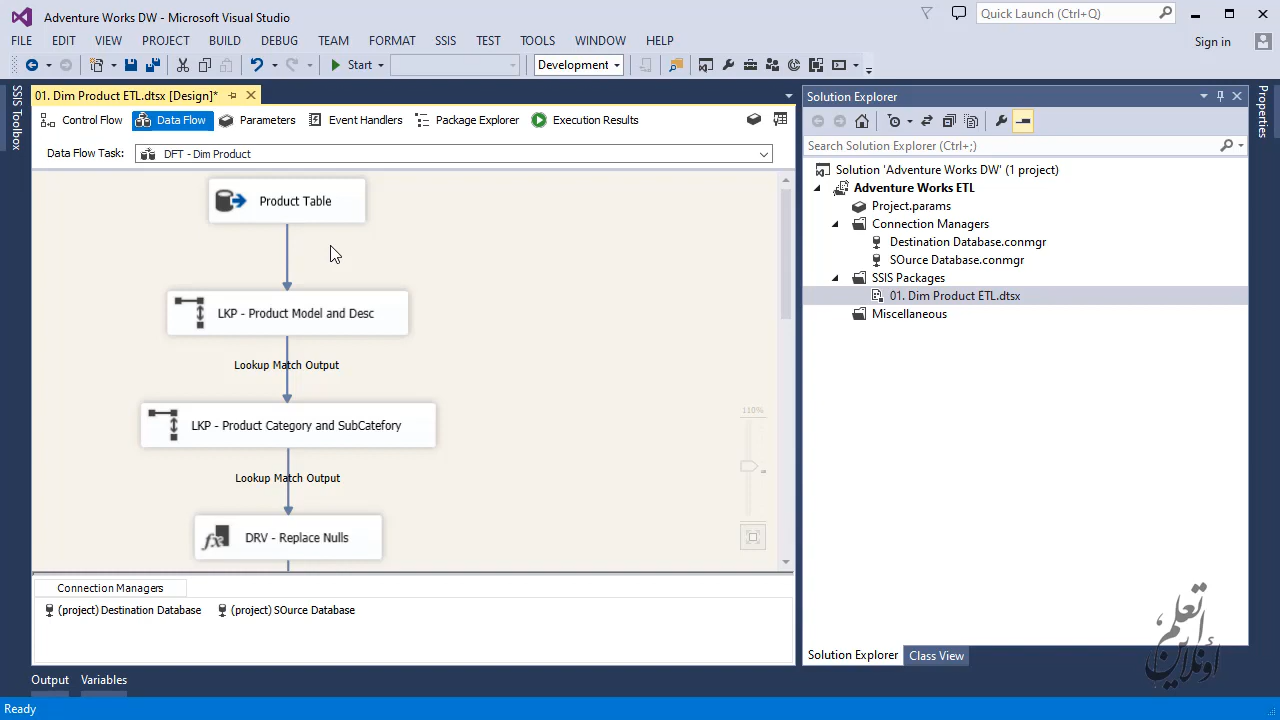 Adventure Works DW - Microsoft Visual Studio
Quick Launch (Ctrl+Q)
FILE EDIT VIEW PROJECT BUILD DEBUG TEAM FORMAT SSIS TEST TOOLS WINDOW HELP
Sign in
Start
Development
SSIS Toolbox
01. Dim Product ETL.dtsx [Design]*
Control Flow Data Flow Parameters Event Handlers Package Explorer Execution Results
Data Flow Task: DFT - Dim Product
Product Table
LKP - Product Model and Desc
Lookup Match Output
LKP - Product Category and SubCatefory
Lookup Match Output
DRV - Replace Nulls
110%
Connection Managers
(project) Destination Database (project) SOurce Database
Output Variables
Ready
Solution Explorer
Search Solution Explorer (Ctrl+;)
Solution 'Adventure Works DW' (1 project)
Adventure Works ETL
Project.params
Connection Managers
Destination Database.conmgr
SOurce Database.conmgr
SSIS Packages
01. Dim Product ETL.dtsx
Miscellaneous
Solution Explorer Class View
Properties
أتعلم
أونلاين